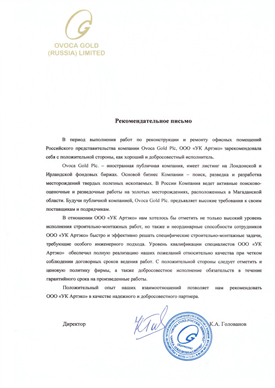 OVOCA GOLD
(RUSSIA) LIMITED
Рекомендательное письмо
В период выполнения работ по реконструкции и ремонту офисных помещений
Российского представительства компании Ovoca Gold Plc, ООО «УК Артэко» зарекомендовала
себя с положительной стороны, как хороший и добросовестный исполнитель.
Ovoca Gold Plc. – иностранная публичная компания, имеет листинг на Лондонской и
Ирландской фондовых биржах. Основной бизнес Компании – поиск, разведка и разработка
месторождений твердых полезных ископаемых. В России Компания ведет активные поисково-
оценочные и разведочные работы на золотых месторождениях, расположенных в Магаданской
области. Будучи публичной компанией, Ovoca Gold Plc. предъявляет высокие требования к своим
поставщикам и подрядчикам.
В отношении ООО «УК Артэко» нам хотелось бы отметить не только высокий уровень
исполнения строительно-монтажных работ, но также и неординарные способности сотрудников
ООО «УК Артэко» быстро и эффективно решать специфические строительно-монтажные задачи,
требующие особого инженерного подхода. Уровень квалификации специалистов ООО «УК
Артэко» обеспечил полную реализацию наших пожеланий относительно качества при четком
соблюдении договорных сроков ведения работ. С положительной стороны следует отметить и
ценовую политику фирмы, а также добросовестное исполнение обязательств в течение
гарантийного срока на произведенные работы.
Положительный опыт наших взаимоотношений позволяет нам рекомендовать
ООО «УК Артэко» в качестве надежного и добросовестного партнера.
Директор
К.А. Голованов